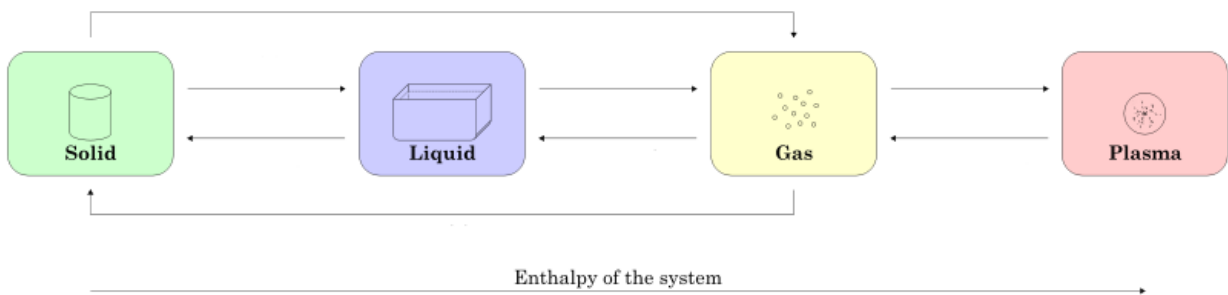 Solid
Liquid
Gas
Plasma
Enthalpy of the system